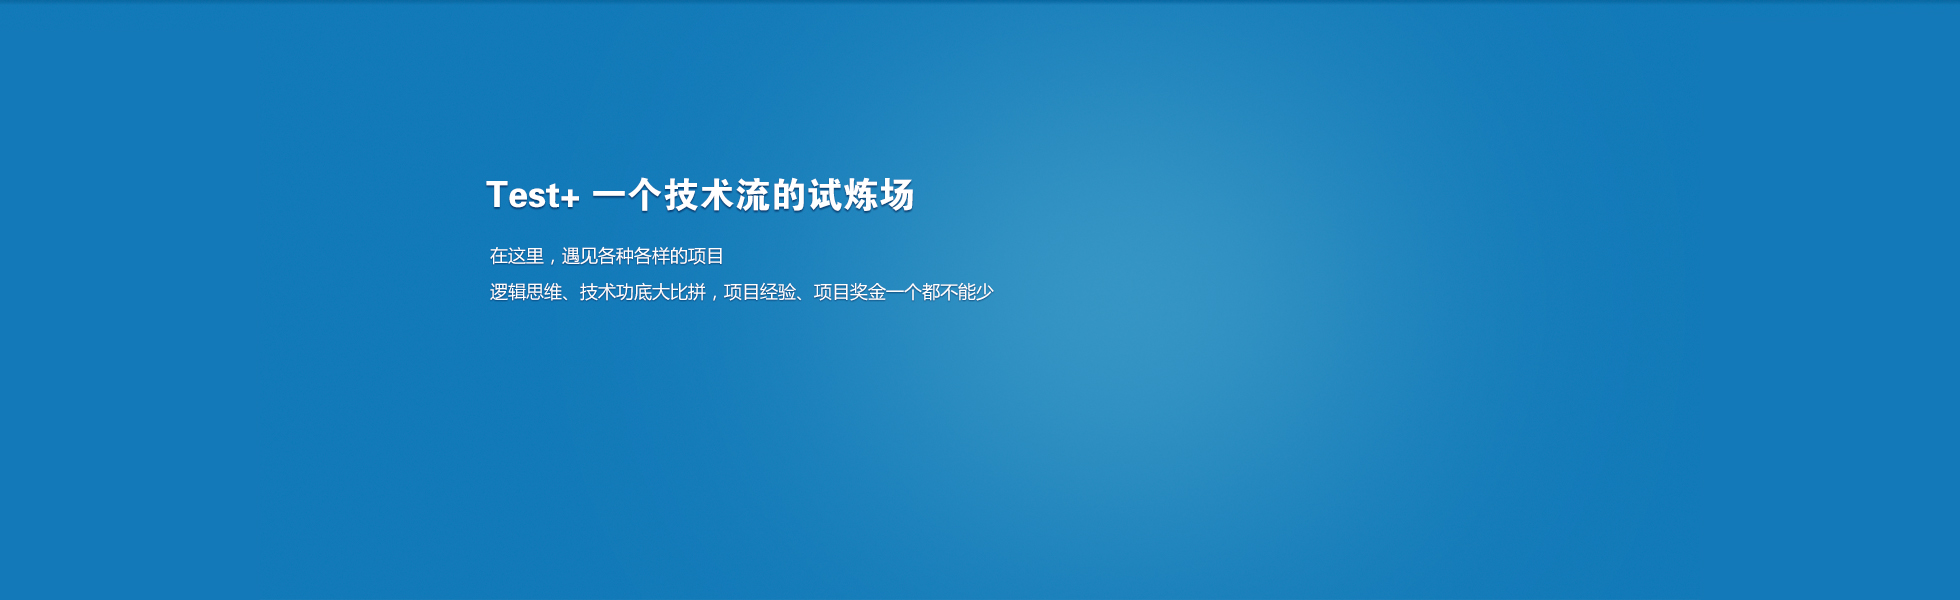 Test+ 一个技术流的试炼场
在这里，遇见各种各样的项目
逻辑思维、技术功底大比拼，项目经验、项目奖金一个都不能少